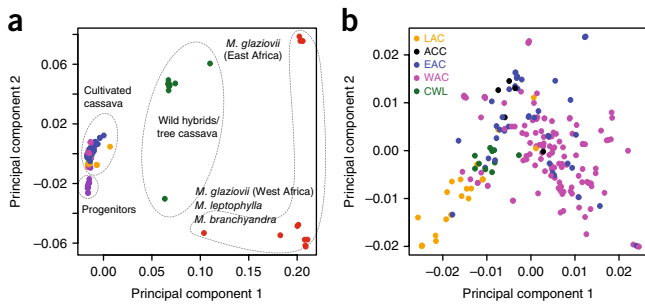 a
Principal component 2
0.06
0.02
−0.02
−0.06
0.00
0.05
0.10
0.15
0.20
Principal component 1
Cultivated
cassava
Progenitors
Wild hybrids/
tree cassava
M. glaziovii
(East Africa)
M. glaziovii (West Africa)
M. leptophylla
M. branchyandra
b
Principal component 2
0.02
0.01
0.00
−0.01
−0.02
−0.02
−0.01
0.00
0.01
0.02
Principal component 1
LAC
ACC
EAC
WAC
CWL